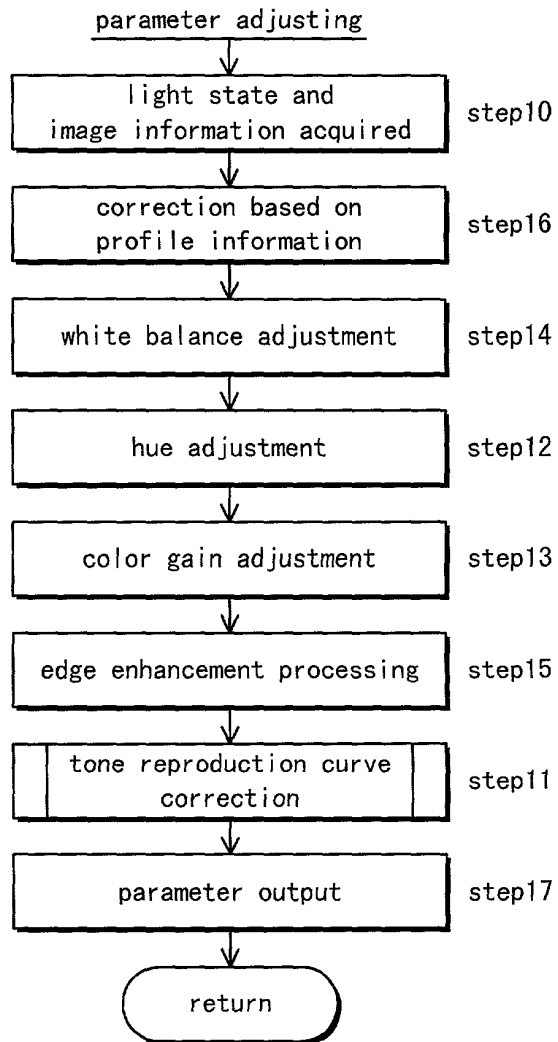 parameter adjusting
light state and
image information acquired
step10
correction based on
profile information
step16
white balance adjustment
step14
hue adjustment
step12
color gain adjustment
step13
edge enhancement processing
step15
tone reproduction curve
correction
step11
parameter output
step17
return